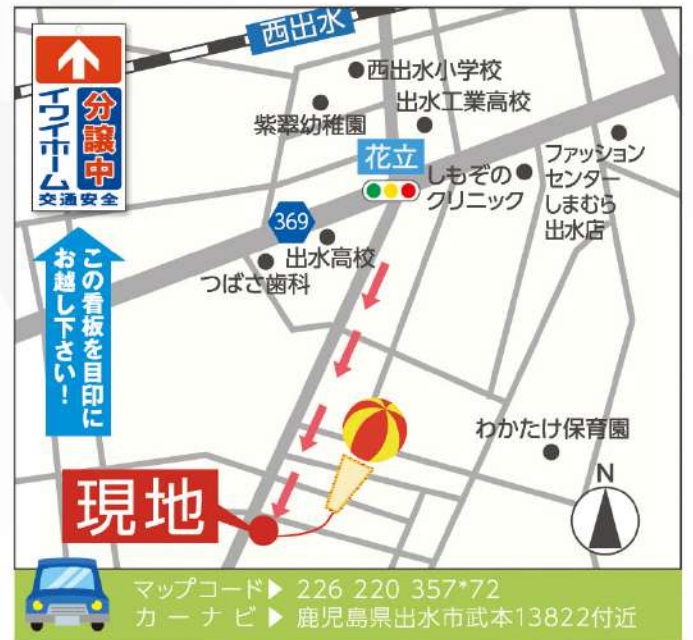 西出水
分譲中
イワイホーム
交通安全
この看板を目印に
お越し下さい！
西出水小学校
出水工業高校
紫翠幼稚園
花立
しもぞの
クリニック
ファッション
センター
しまむら
出水店
369
出水高校
つばさ歯科
わかたけ保育園
N
現地
マップコード▶ 226 220 357*72
カーナビ▶ 鹿児島県出水市武本13822付近